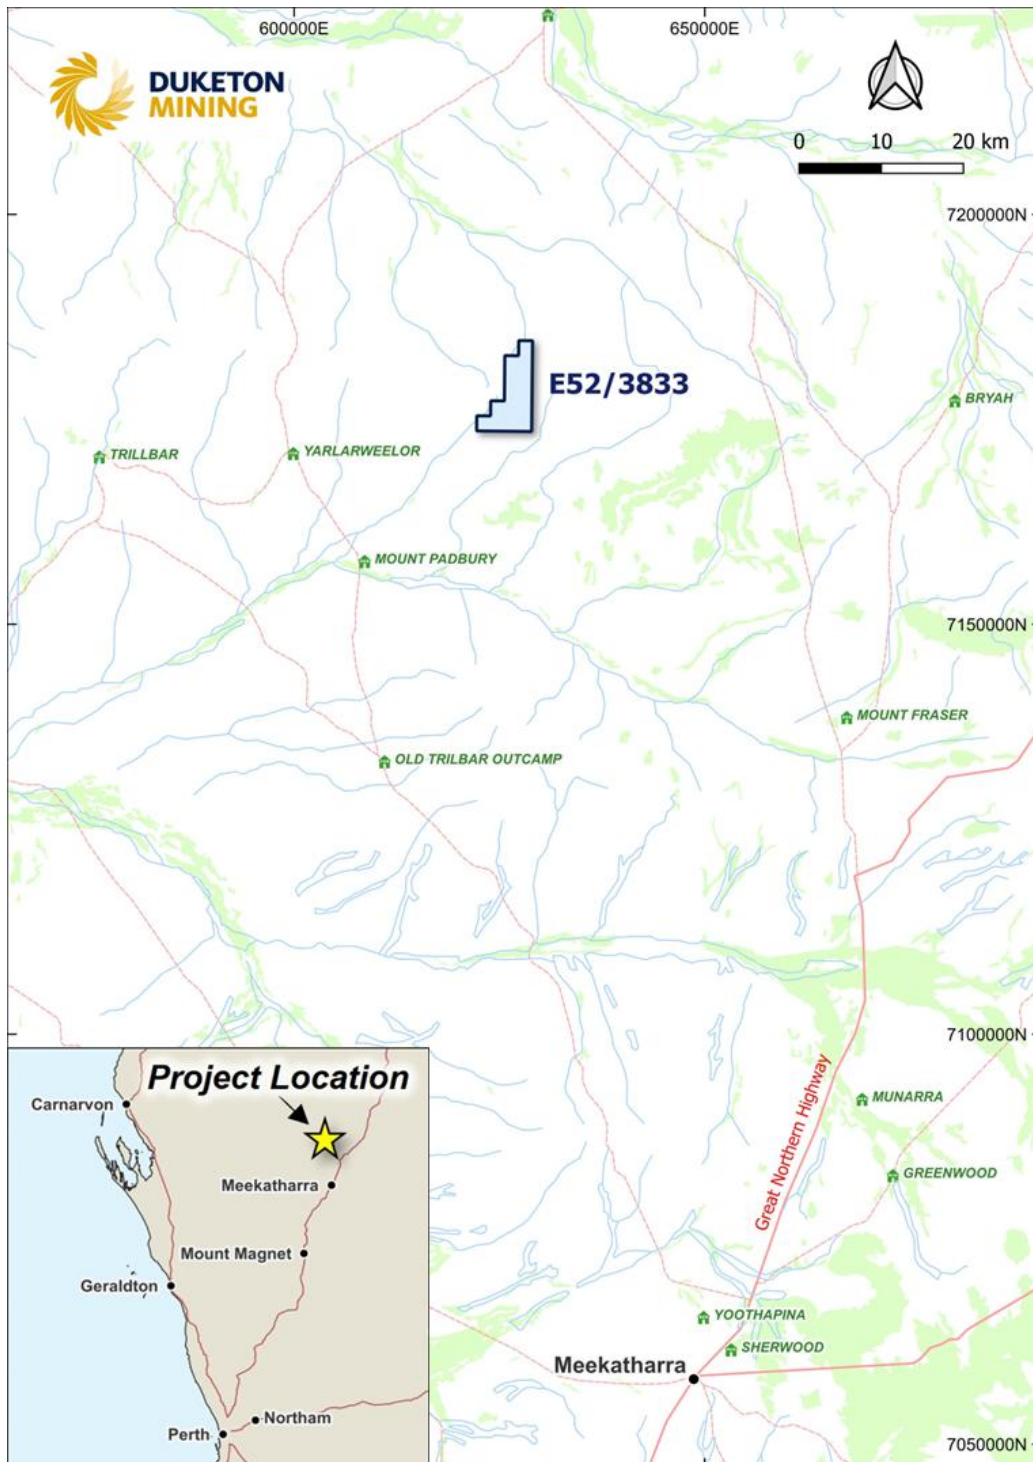 600000E
650000E
DUKETON
MINING
0 10 20 km
7200000N
E52/3833
BRYAH
TRILLBAR
YARLARWEELOR
MOUNT PADBURY
7150000N
MOUNT FRASER
OLD TRILBAR OUTCAMP
7100000N
Great Northern Highway
MUNARRA
GREENWOOD
YOOTHAPINA
SHERWOOD
Meekatharra
7050000N
Project Location
Carnarvon
Meekatharra
Mount Magnet
Geraldton
Northam
Perth